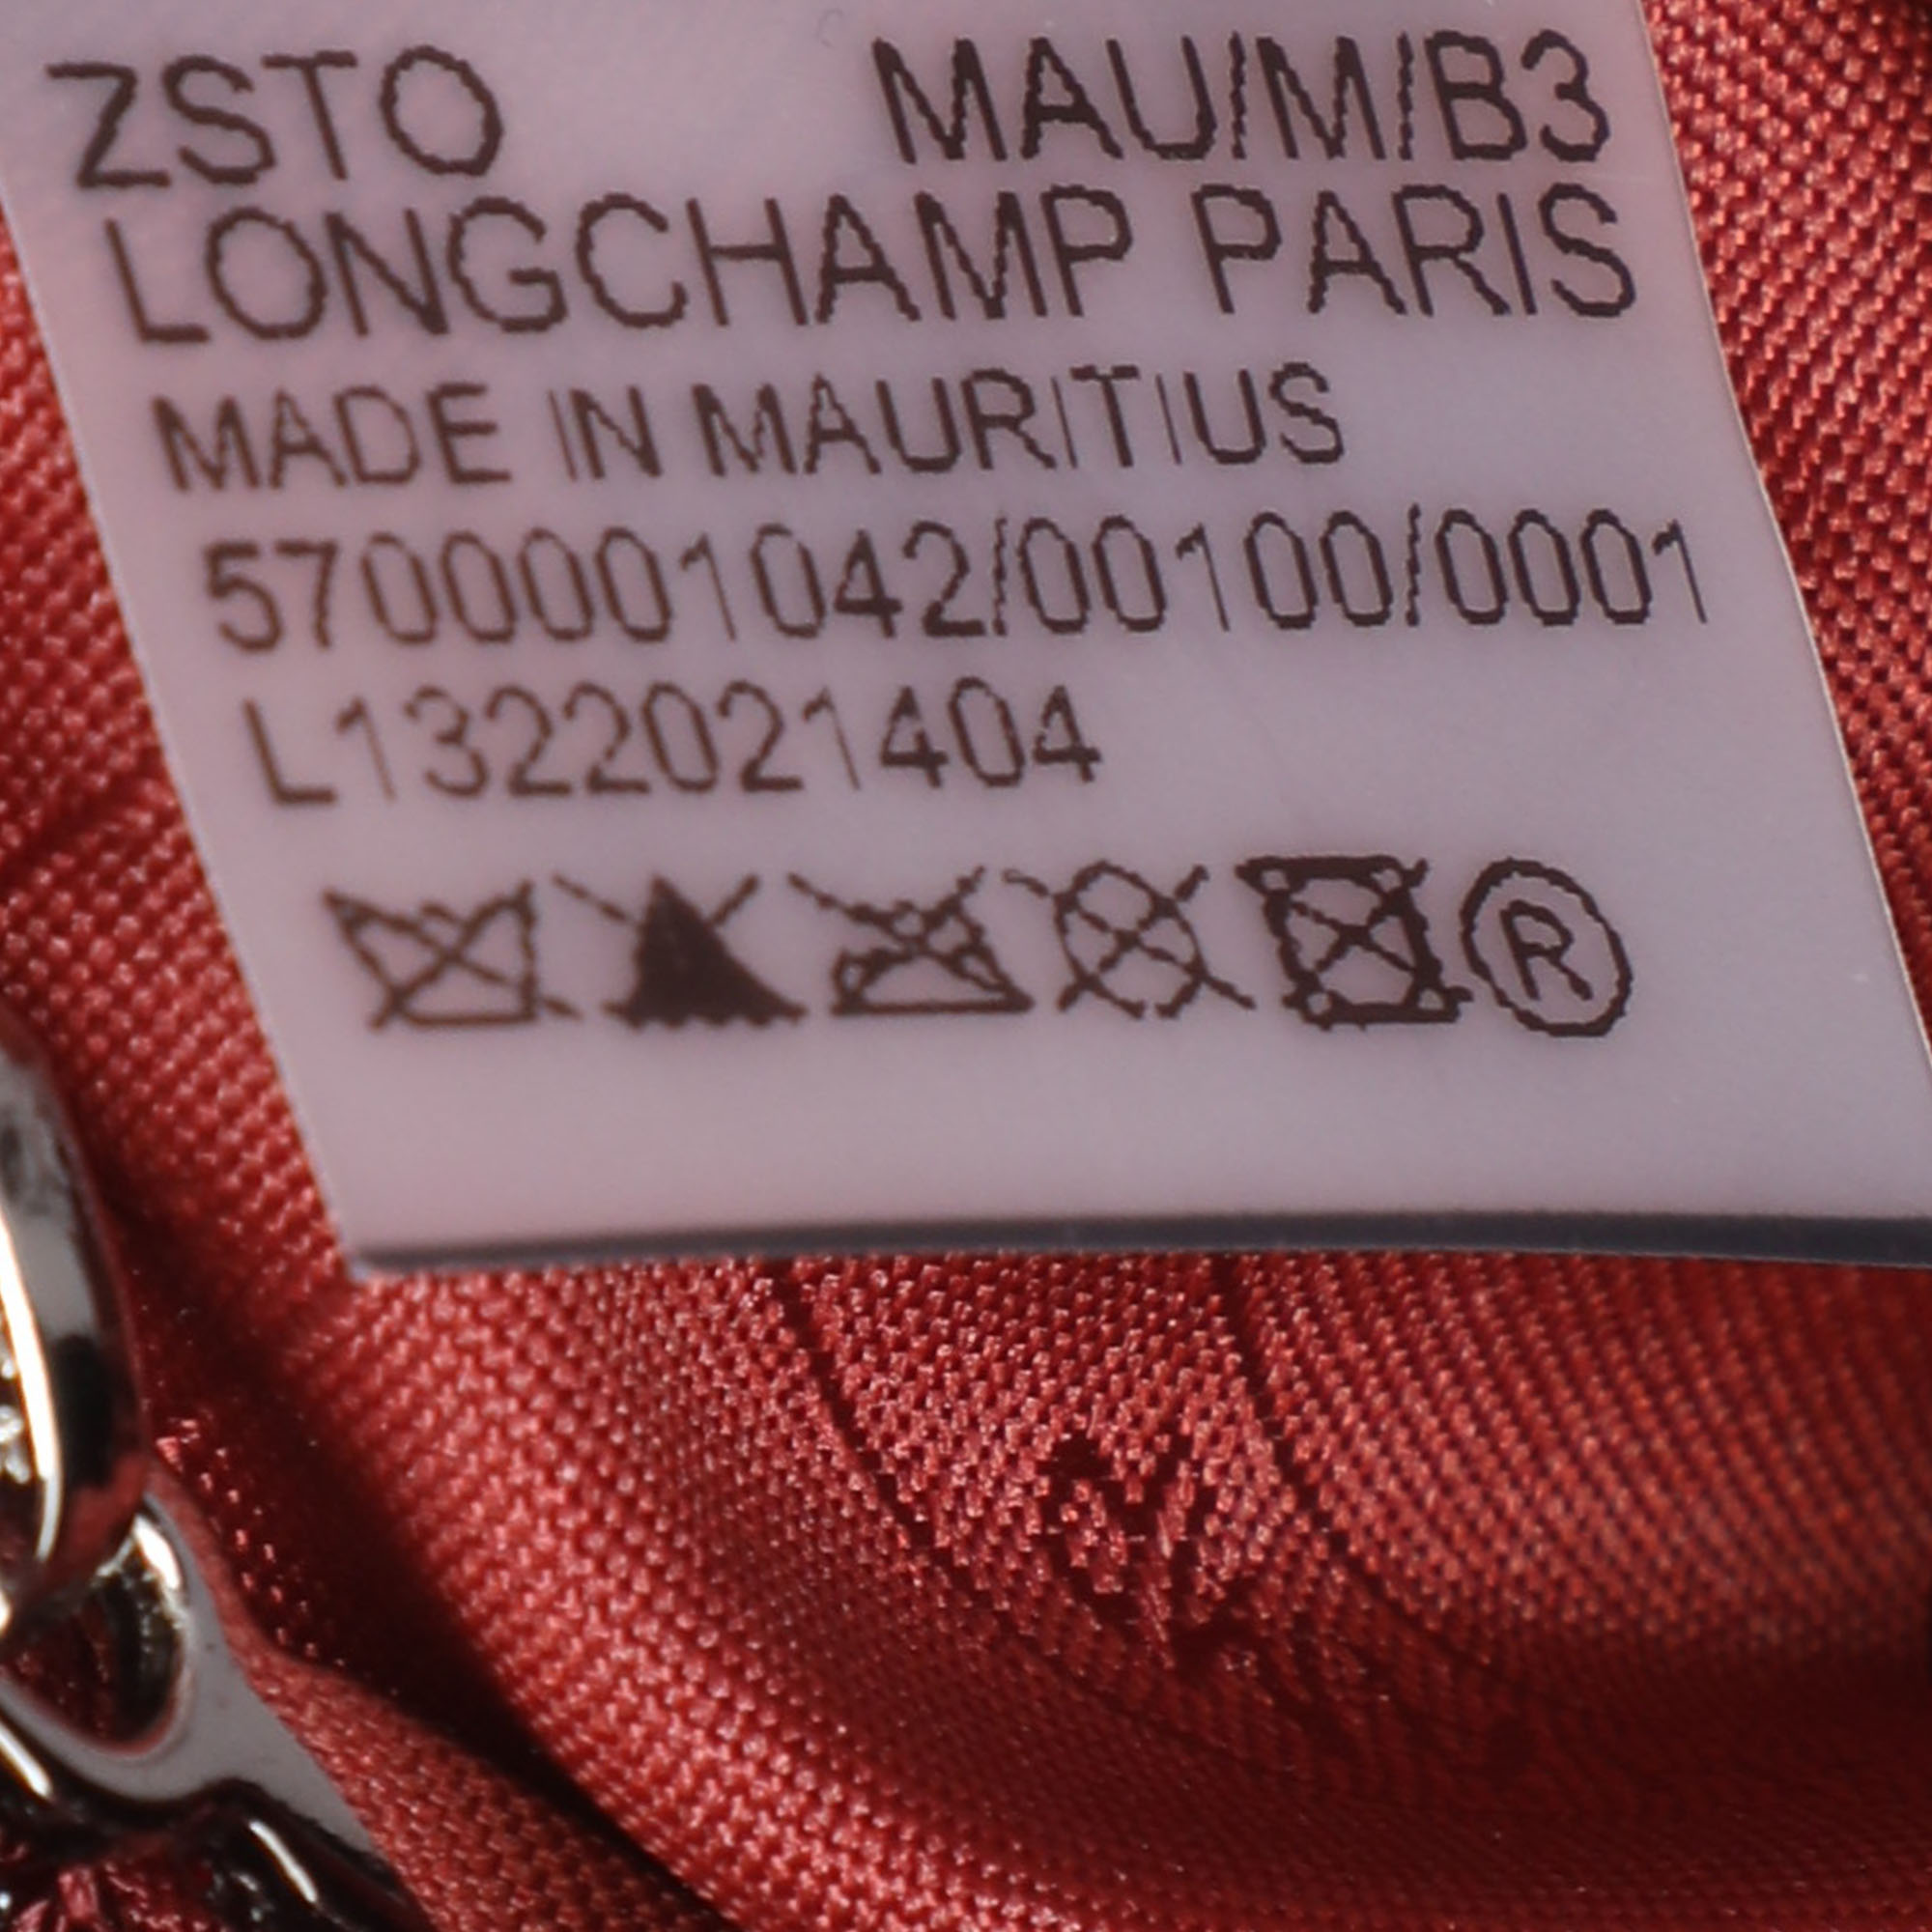 ZSTO MAU/M/B3
LONGCHAMP PARIS
MADE IN MAURITIUS
5700001042/00100/0001
L1322021404
®